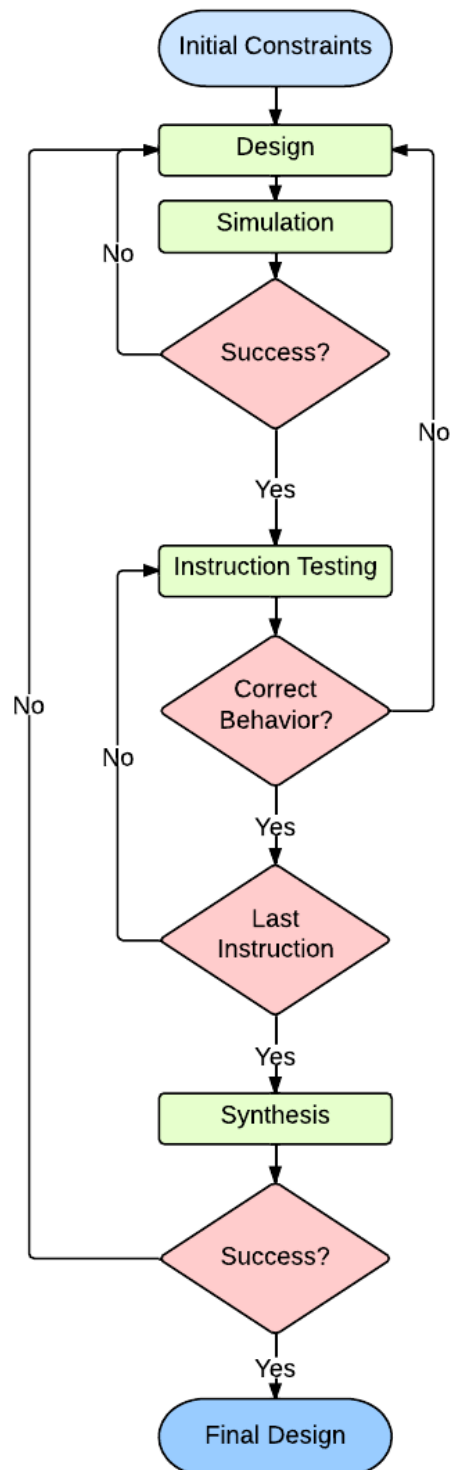 Initial Constraints
Design
Simulation
No
Success?
No
Yes
Instruction Testing
Correct
Behavior?
No
No
Yes
Last
Instruction
Yes
Synthesis
Success?
Yes
Final Design